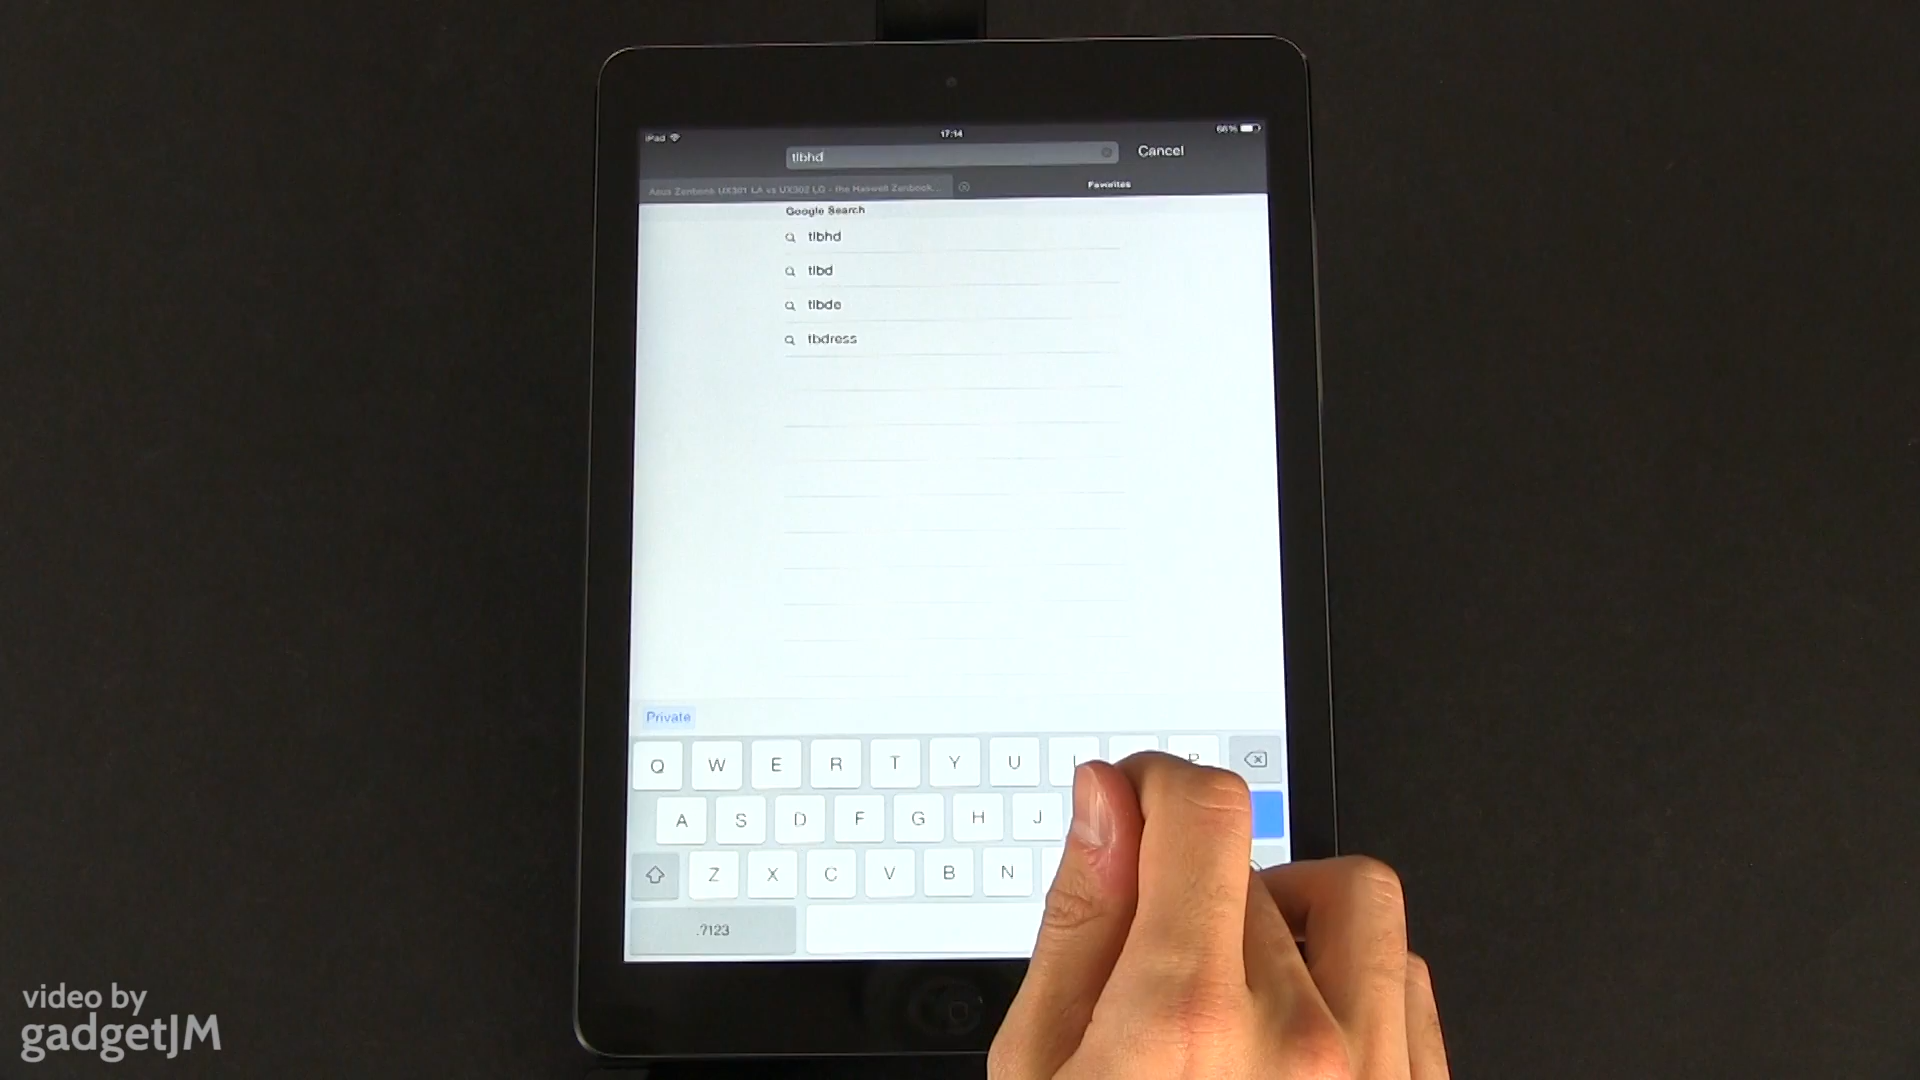 iPad
17:14
66%
tlbhd
Cancel
Asus Zenbook UX301 LA vs UX302 LG - the Haswell Zenbook...
Favorites
Google Search
tlbhd
tlbd
tlbde
tbdress
Private
Q W E R T Y U I P
A S D F G H J
Z X C V B N
.?123
video by
gadgetJM